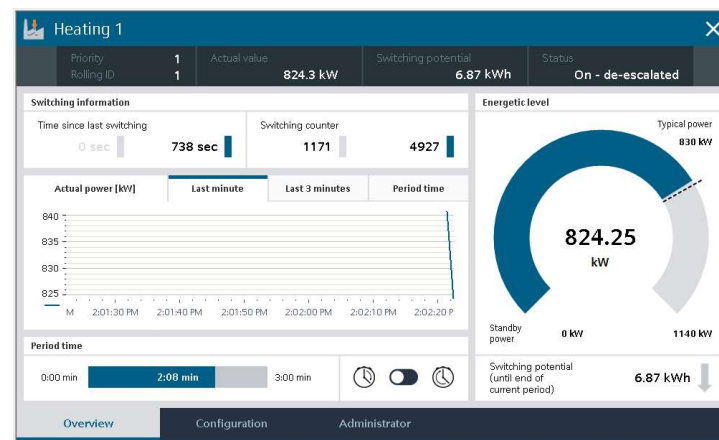 Heating 1
Priority 1
Rolling ID 1
Actual value
824.3 kW
Switching potential
6.87 kWh
Status
On - de-escalated
Switching information
Time since last switching
0 sec 738 sec
Switching counter
1171 4927
Actual power [kW] Last minute Last 3 minutes Period time
840
835
830
825
M 2:01:30 PM 2:01:40 PM 2:01:50 PM 2:02:00 PM 2:02:10 PM 2:02:20 P
Period time
0:00 min 2:08 min 3:00 min
Energetic level
Typical power
830 kW
824.25
kW
Standby
power
0 kW 1140 kW
Switching potential
(until end of
current period)
6.87 kWh
Overview Configuration Administrator